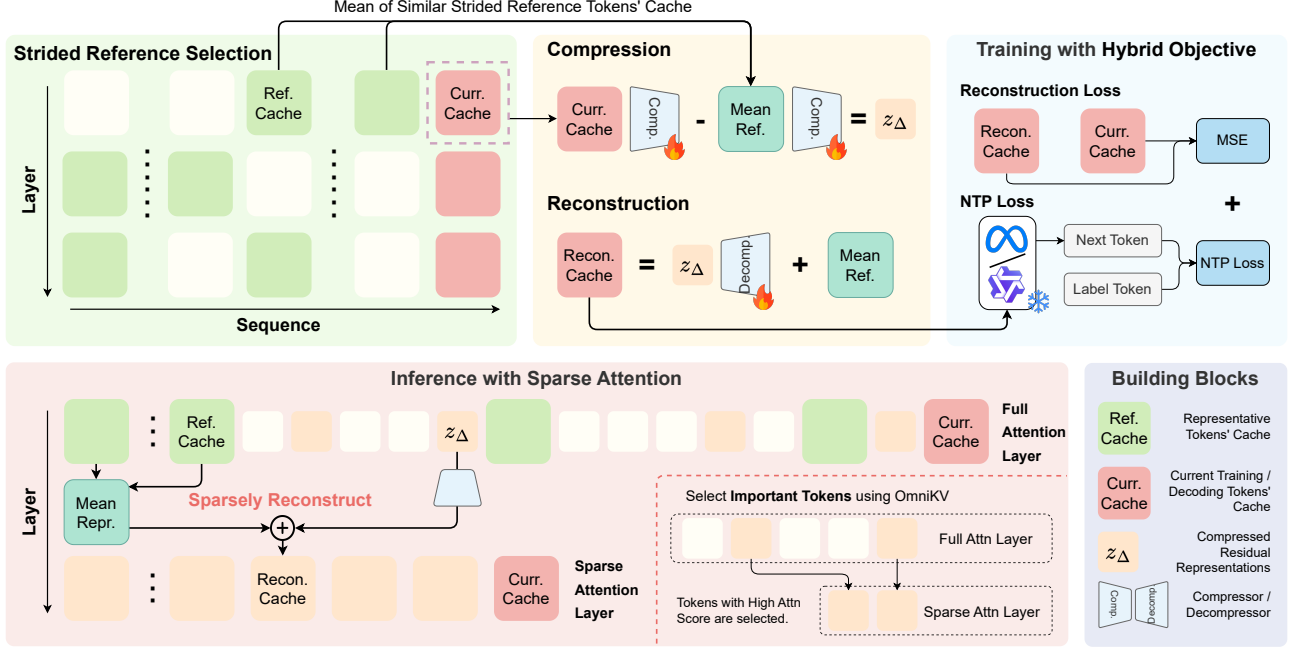 Mean of Similar Strided Reference Tokens' Cache
Strided Reference Selection
Ref.
Cache
Curr.
Cache
Layer
Sequence
Compression
Curr.
Cache
Comp.
-
Mean
Ref.
Comp.
=
z_Δ
Reconstruction
Recon.
Cache
=
z_Δ
Decomp.
+
Mean
Ref.
Training with Hybrid Objective
Reconstruction Loss
Recon.
Cache
Curr.
Cache
MSE
+
NTP Loss
Next Token
Label Token
NTP Loss
Inference with Sparse Attention
Layer
Ref.
Cache
z_Δ
Curr.
Cache
Full
Attention
Layer
Mean
Repr.
Sparsely Reconstruct
+
Recon.
Cache
Curr.
Cache
Sparse
Attention
Layer
Select Important Tokens using OmniKV
Full Attn Layer
Tokens with High Attn
Score are selected.
Sparse Attn Layer
Building Blocks
Ref.
Cache
Representative
Tokens' Cache
Curr.
Cache
Current Training /
Decoding Tokens'
Cache
z_Δ
Compressed
Residual
Representations
Comp.
Decomp
Compressor /
Decompressor